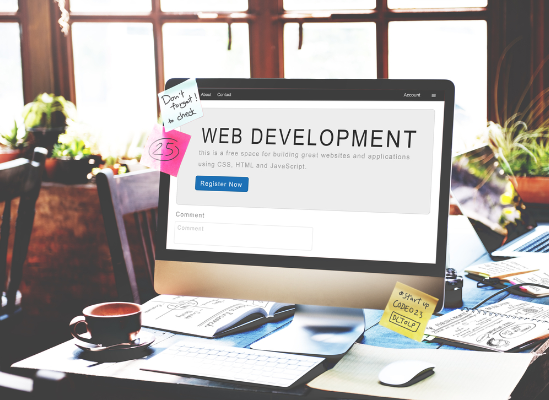 Don't
forget!
to check
25
About Contact
Account
WEB DEVELOPMENT
this is a free space for building great websites and applications
using CSS, HTML and JavaScript.
Register Now
Comment
Comment
Start up
CODE023